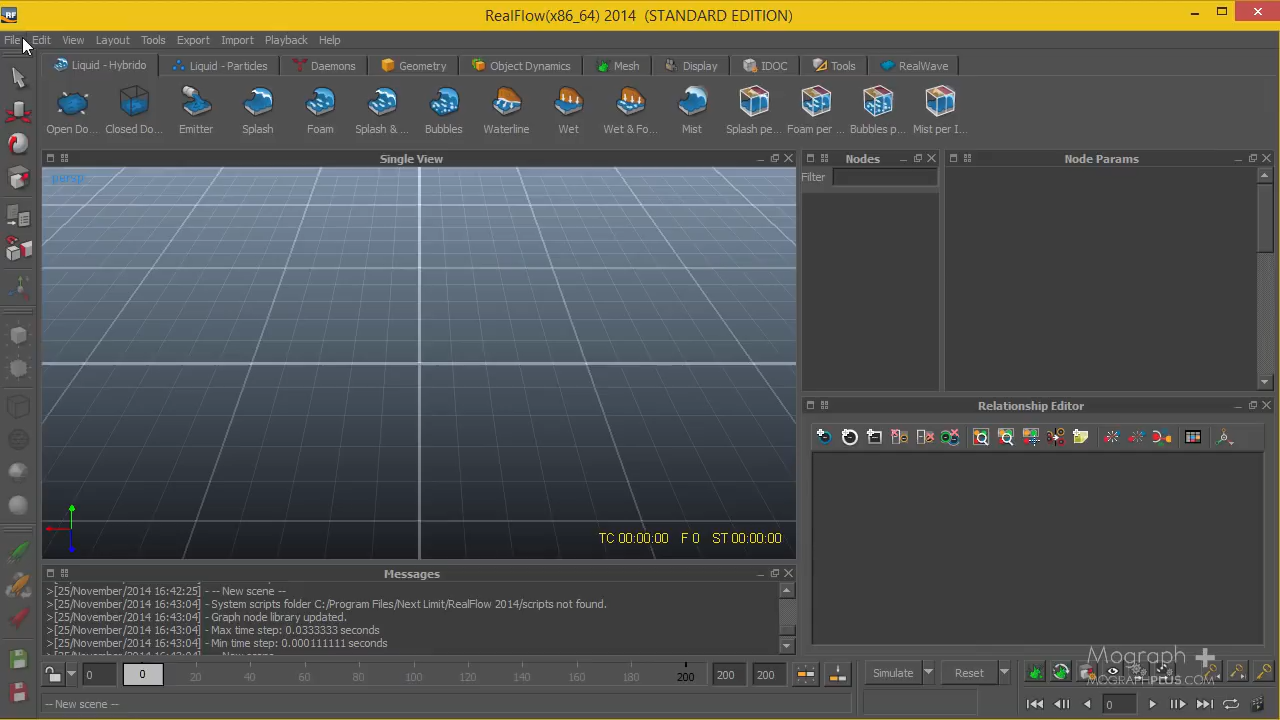 RF
RealFlow(x86_64) 2014 (STANDARD EDITION)
File Edit View Layout Tools Export Import Playback Help
Liquid - Hybrido Liquid - Particles Daemons Geometry Object Dynamics Mesh Display IDOC Tools RealWave
Open Do... Closed Do... Emitter Splash Foam Splash & ... Bubbles Waterline Wet Wet & Fo... Mist Splash pe... Foam per ... Bubbles p... Mist per I...
Single View
Nodes
Node Params
persp
Filter
TC 00:00:00 F 0 ST 00:00:00
Relationship Editor
Messages
>[25/November/2014 16:42:25] - -- New scene --
>[25/November/2014 16:43:04] - System scripts folder C:/Program Files/Next Limit/RealFlow 2014/scripts not found.
>[25/November/2014 16:43:04] - Graph node library updated.
>[25/November/2014 16:43:04] - Max time step: 0.0333333 seconds
>[25/November/2014 16:43:04] - Min time step: 0.000111111 seconds
0 0 20 40 60 80 100 120 140 160 180 200 200 200
Simulate Reset
-- New scene --
0
Mograph +
MOGRAPHPLUS.COM